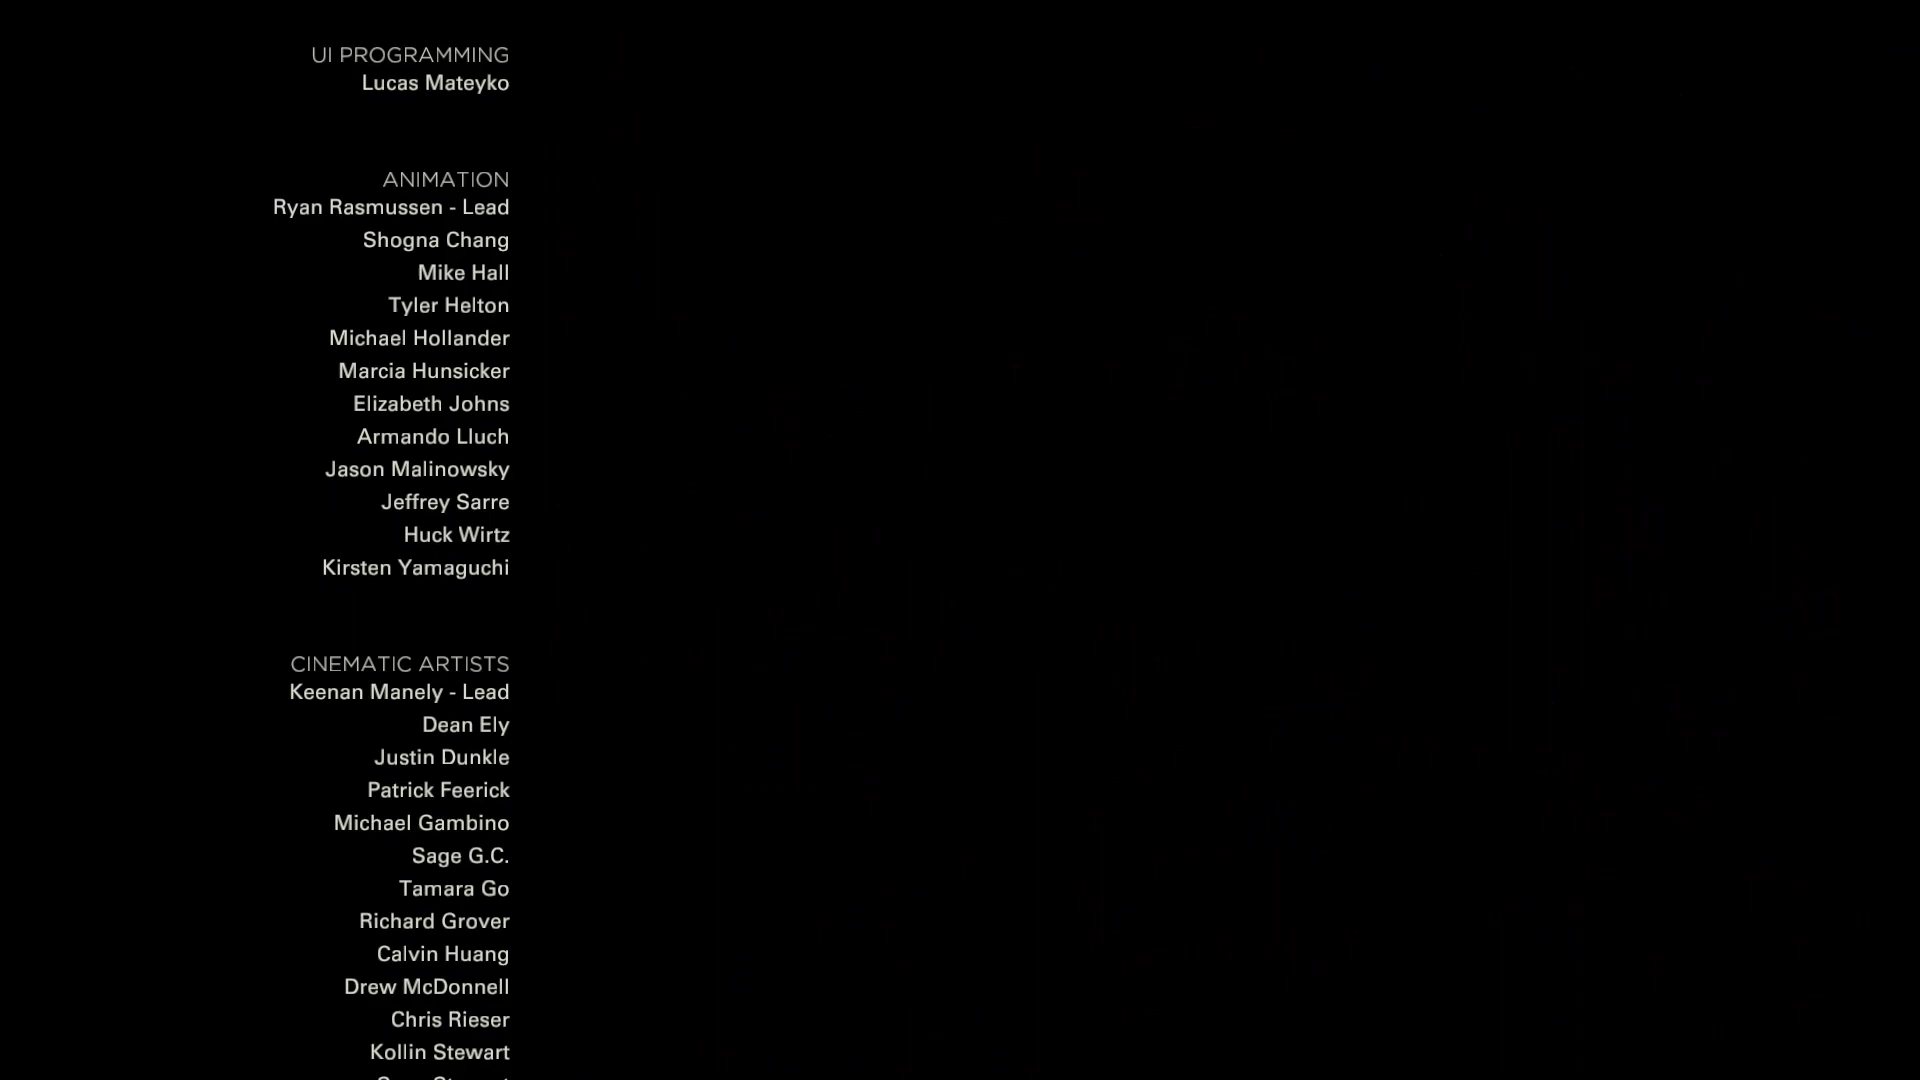 UI PROGRAMMING
Lucas Mateyko
ANIMATION
Ryan Rasmussen - Lead
Shogna Chang
Mike Hall
Tyler Helton
Michael Hollander
Marcia Hunsicker
Elizabeth Johns
Armando Lluch
Jason Malinowsky
Jeffrey Sarre
Huck Wirtz
Kirsten Yamaguchi
CINEMATIC ARTISTS
Keenan Manely - Lead
Dean Ely
Justin Dunkle
Patrick Feerick
Michael Gambino
Sage G.C.
Tamara Go
Richard Grover
Calvin Huang
Drew McDonnell
Chris Rieser
Kollin Stewart